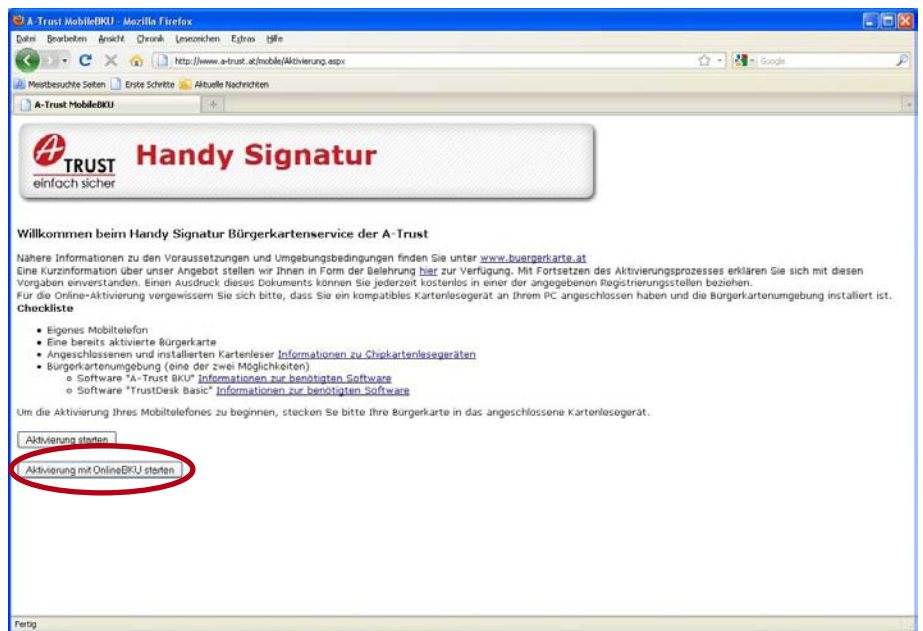 A-Trust MobileBKU - Mozilla Firefox
Datei Bearbeiten Ansicht Chronik Lesezeichen Extras Hilfe
http://www.a-trust.at/mobile/Aktivierung.aspx
Google
Meistbesuchte Seiten Erste Schritte Aktuelle Nachrichten
A-Trust MobileBKU
A TRUST
einfach sicher
Handy Signatur
Willkommen beim Handy Signatur Bürgerkartenservice der A-Trust
Nähere Informationen zu den Voraussetzungen und Umgebungsbedingungen finden Sie unter www.buergerkarte.at
Eine Kurzinformation über unser Angebot stellen wir Ihnen in Form der Belehrung hier zur Verfügung. Mit Fortsetzen des Aktivierungsprozesses erklären Sie sich mit diesen
Vorgaben einverstanden. Einen Ausdruck dieses Dokuments können Sie jederzeit kostenlos in einer der angegebenen Registrierungsstellen beziehen.
Für die Online-Aktivierung vergewissern Sie sich bitte, dass Sie ein kompatibles Kartenlesegerät an Ihrem PC angeschlossen haben und die Bürgerkartenumgebung installiert ist.
Checkliste
• Eigenes Mobiltelefon
• Eine bereits aktivierte Bürgerkarte
• Angeschlossenen und installierten Kartenleser Informationen zu Chipkartenlesegeräten
• Bürgerkartenumgebung (eine der zwei Möglichkeiten)
o Software "A-Trust BKU" Informationen zur benötigten Software
o Software "TrustDesk Basic" Informationen zur benötigten Software
Um die Aktivierung Ihres Mobiltelefones zu beginnen, stecken Sie bitte Ihre Bürgerkarte in das angeschlossene Kartenlesegerät.
Aktivierung starten
Aktivierung mit OnlineBKU starten
Fertig